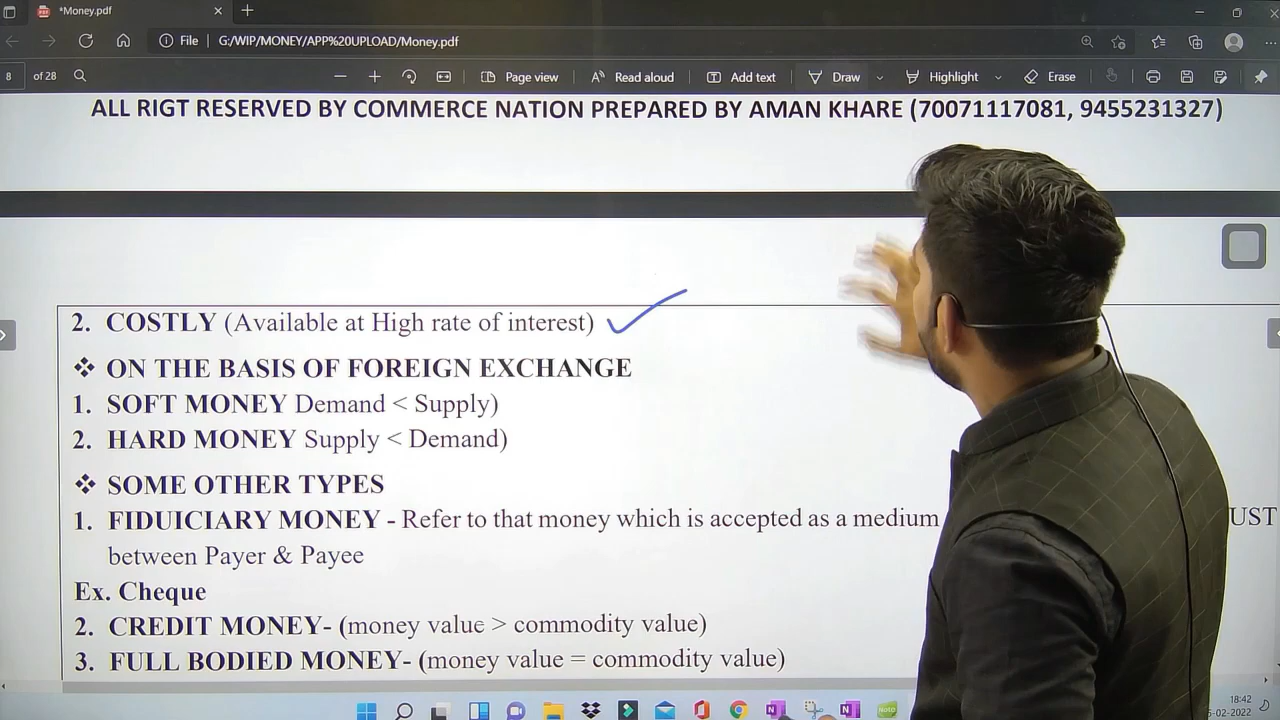 *Money.pdf
File G:/WIP/MONEY/APP%20UPLOAD/Money.pdf
8 of 28 Page view Read aloud Add text Draw Highlight Erase
ALL RIGT RESERVED BY COMMERCE NATION PREPARED BY AMAN KHARE (70071117081, 9455231327)
2. COSTLY (Available at High rate of interest)
❖ ON THE BASIS OF FOREIGN EXCHANGE
1. SOFT MONEY Demand < Supply)
2. HARD MONEY Supply < Demand)
❖ SOME OTHER TYPES
1. FIDUICIARY MONEY - Refer to that money which is accepted as a medium UST
between Payer & Payee
Ex. Cheque
2. CREDIT MONEY- (money value > commodity value)
3. FULL BODIED MONEY- (money value = commodity value)
18:42
5-02-2022